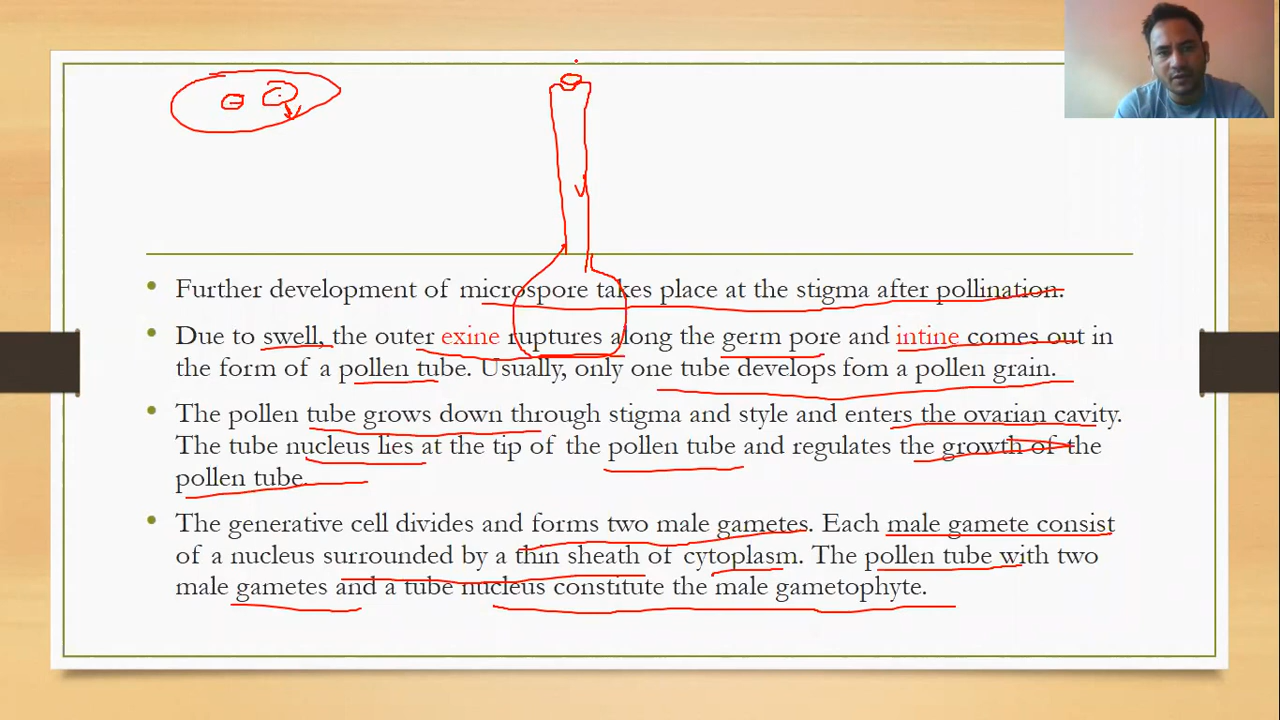 Further development of microspore takes place at the stigma after pollination.
Due to swell, the outer exine ruptures along the germ pore and intine comes out in
the form of a pollen tube. Usually, only one tube develops fom a pollen grain.
The pollen tube grows down through stigma and style and enters the ovarian cavity.
The tube nucleus lies at the tip of the pollen tube and regulates the growth of the
pollen tube.
The generative cell divides and forms two male gametes. Each male gamete consist
of a nucleus surrounded by a thin sheath of cytoplasm. The pollen tube with two
male gametes and a tube nucleus constitute the male gametophyte.